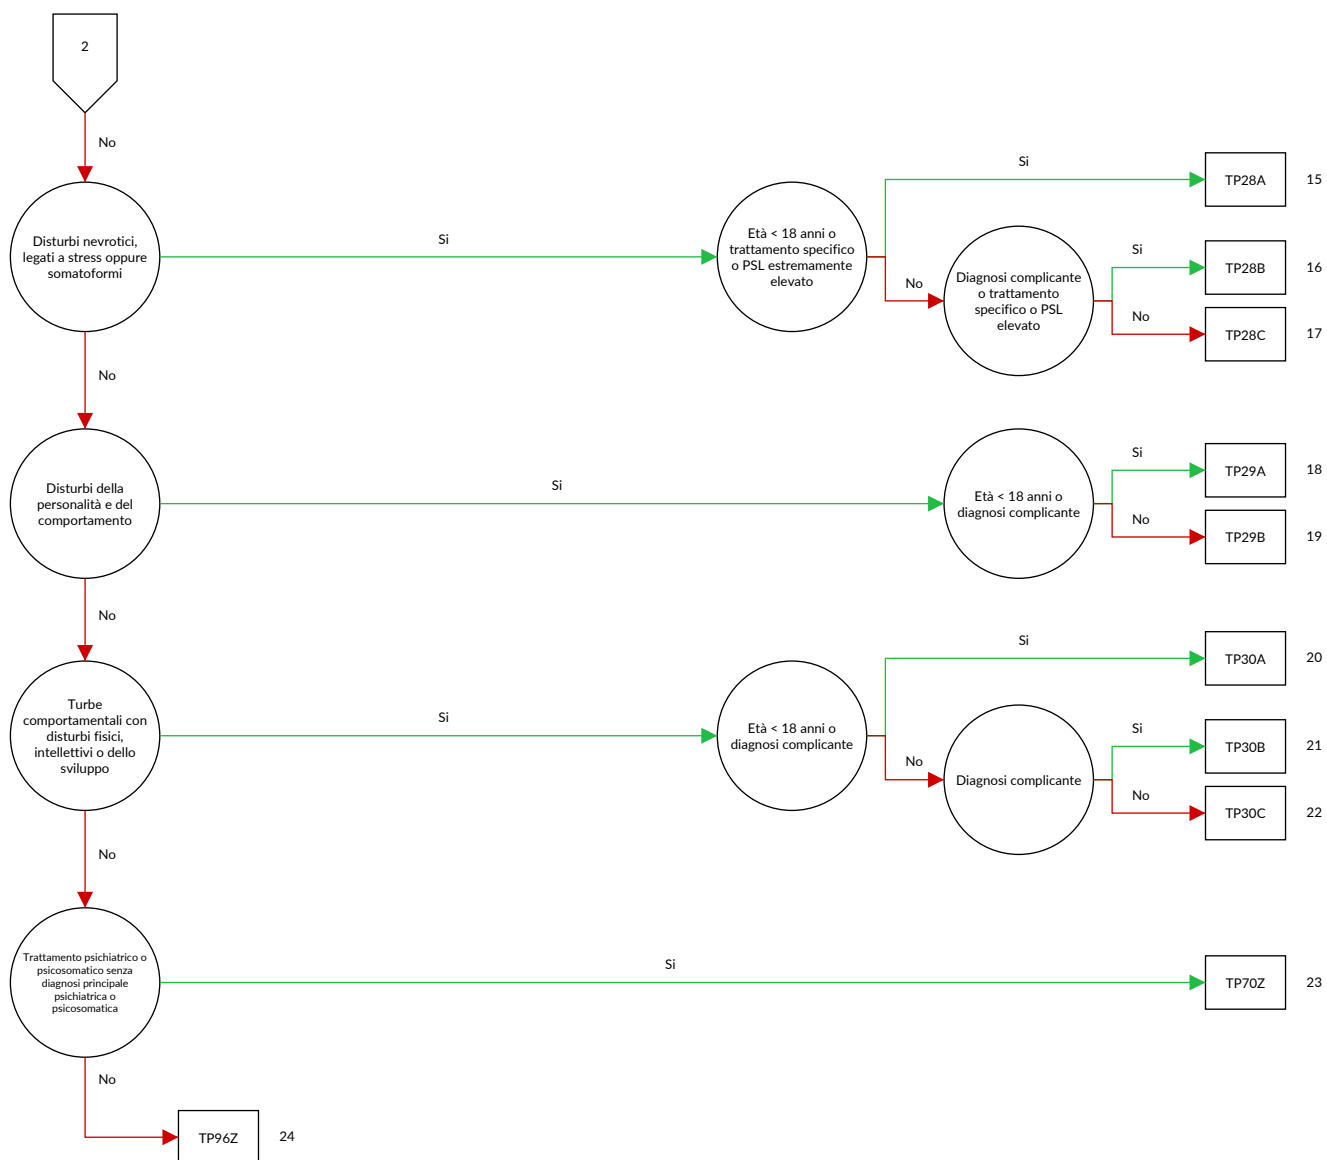 2
No
Disturbi nevrotici,
legati a stress oppure
somatoformi
Si
Età < 18 anni o
trattamento specifico
o PSL estremamente
elevato
Si
TP28A
15
No
Diagnosi complicante
o trattamento
specifico o PSL
elevato
Si
TP28B
16
No
TP28C
17
No
Disturbi della
personalità e del
comportamento
Si
Età < 18 anni o
diagnosi complicante
Si
TP29A
18
No
TP29B
19
No
Turbe
comportamentali con
disturbi fisici,
intellettivi o dello
sviluppo
Si
Età < 18 anni o
diagnosi complicante
Si
TP30A
20
No
Diagnosi complicante
Si
TP30B
21
No
TP30C
22
No
Trattamento psichiatrico o
psicosomatico senza
diagnosi principale
psichiatrica o
psicosomatica
Si
TP70Z
23
No
TP96Z
24